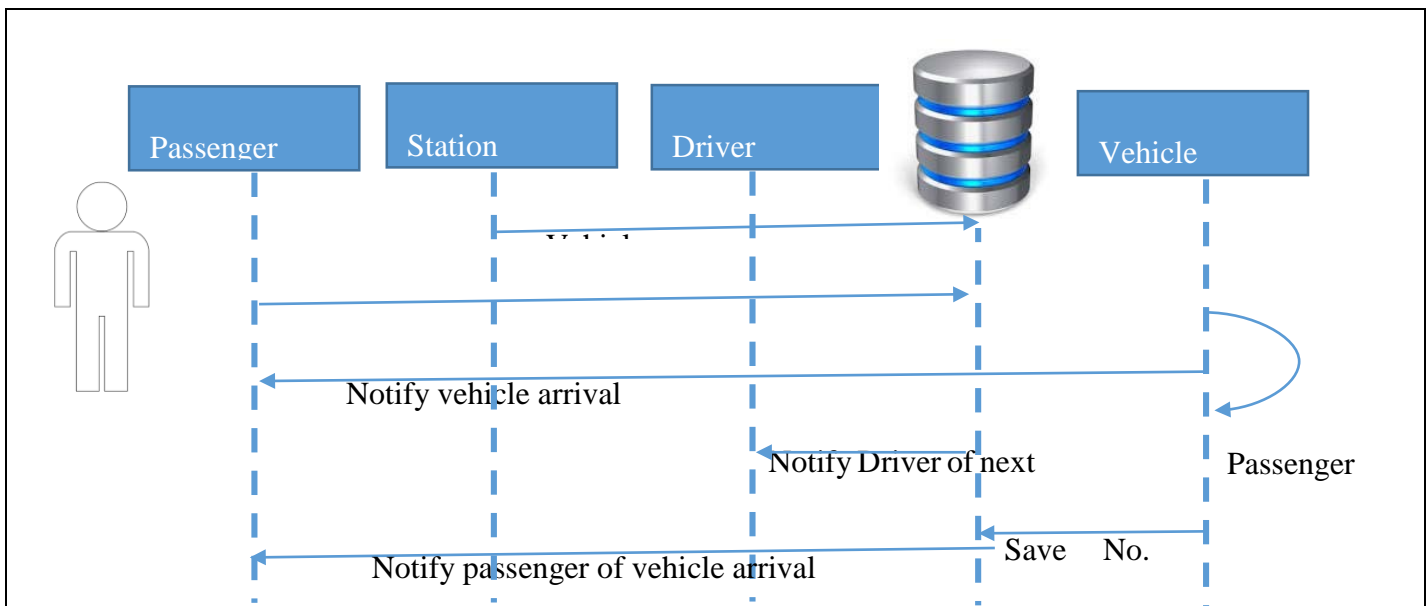 Passenger
Station
Driver
Vehicle
Notify vehicle arrival
Notify Driver of next
Passenger
Save No.
Notify passenger of vehicle arrival